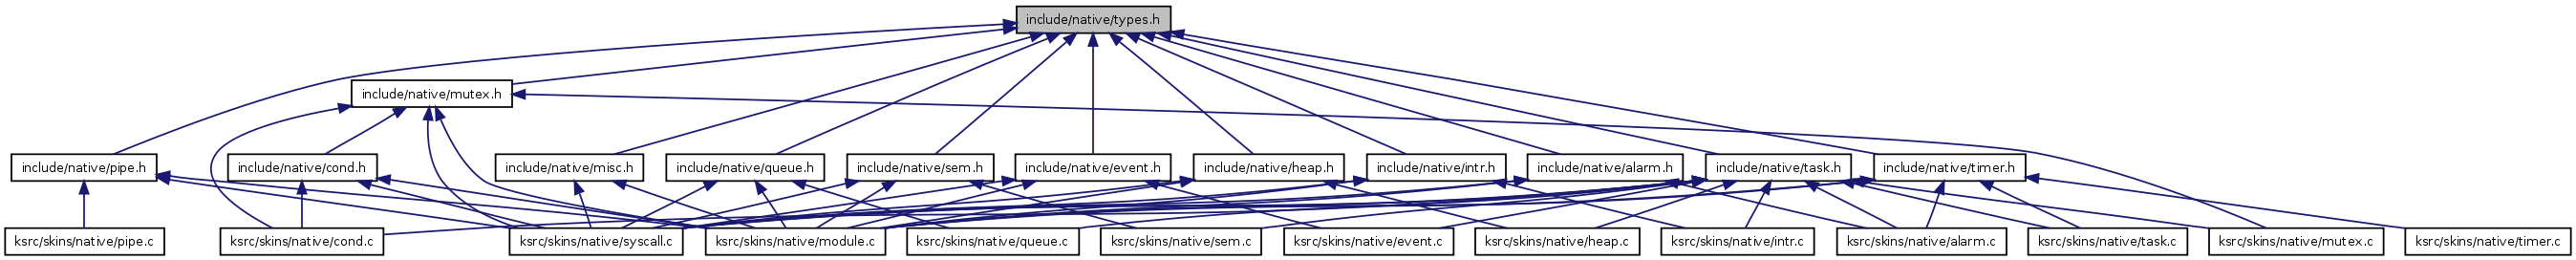 include/native/types.h
include/native/mutex.h
include/native/pipe.h
include/native/cond.h
include/native/misc.h
include/native/queue.h
include/native/sem.h
include/native/event.h
include/native/heap.h
include/native/intr.h
include/native/alarm.h
include/native/task.h
include/native/timer.h
ksrc/skins/native/pipe.c
ksrc/skins/native/cond.c
ksrc/skins/native/syscall.c
ksrc/skins/native/module.c
ksrc/skins/native/queue.c
ksrc/skins/native/sem.c
ksrc/skins/native/event.c
ksrc/skins/native/heap.c
ksrc/skins/native/intr.c
ksrc/skins/native/alarm.c
ksrc/skins/native/task.c
ksrc/skins/native/mutex.c
ksrc/skins/native/timer.c